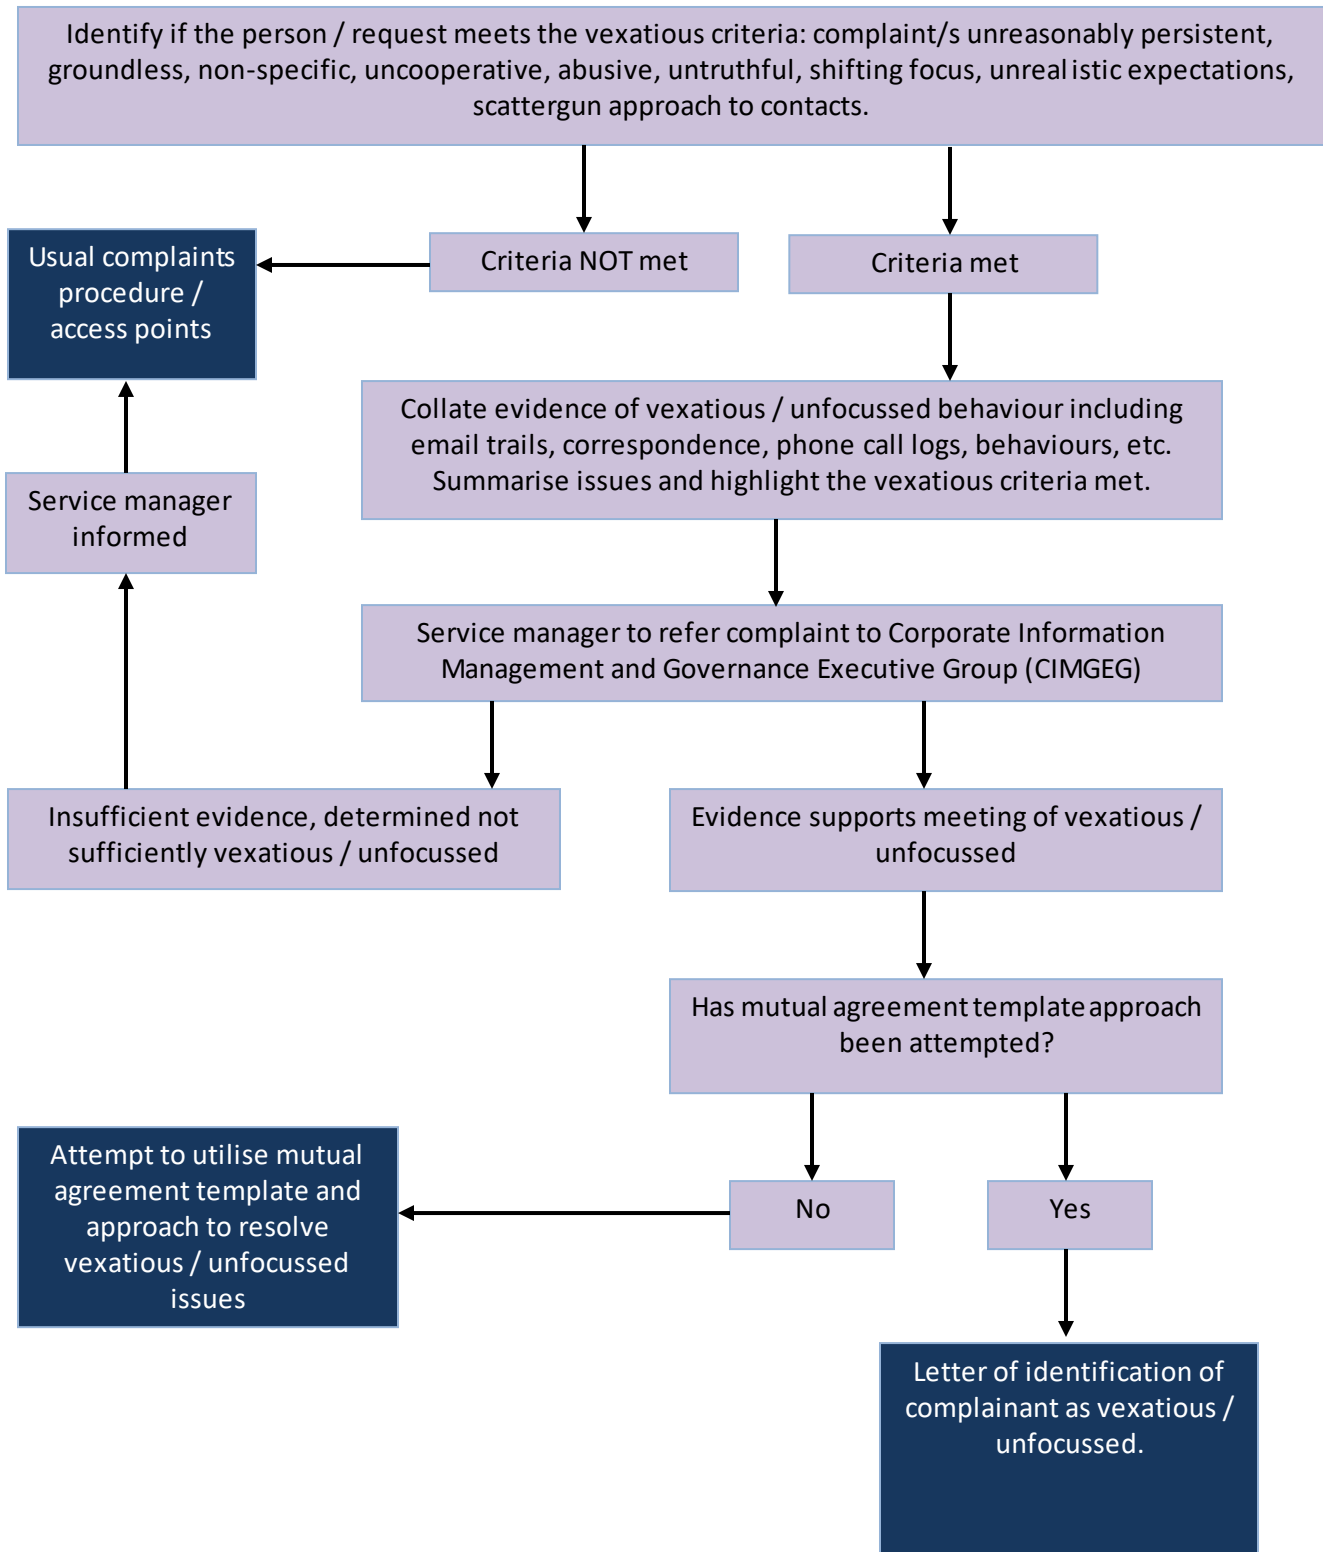 Identify if the person / request meets the vexatious criteria: complaint/s unreasonably persistent,
groundless, non-specific, uncooperative, abusive, untruthful, shifting focus, unrealistic expectations,
scattergun approach to contacts.
Usual complaints
procedure /
access points
Criteria NOT met
Criteria met
Collate evidence of vexatious / unfocussed behaviour including
email trails, correspondence, phone call logs, behaviours, etc.
Summarise issues and highlight the vexatious criteria met.
Service manager
informed
Service manager to refer complaint to Corporate Information
Management and Governance Executive Group (CIMGEG)
Insufficient evidence, determined not
sufficiently vexatious / unfocussed
Evidence supports meeting of vexatious /
unfocussed
Has mutual agreement template approach
been attempted?
Attempt to utilise mutual
agreement template and
approach to resolve
vexatious / unfocussed
issues
No
Yes
Letter of identification of
complainant as vexatious /
unfocussed.